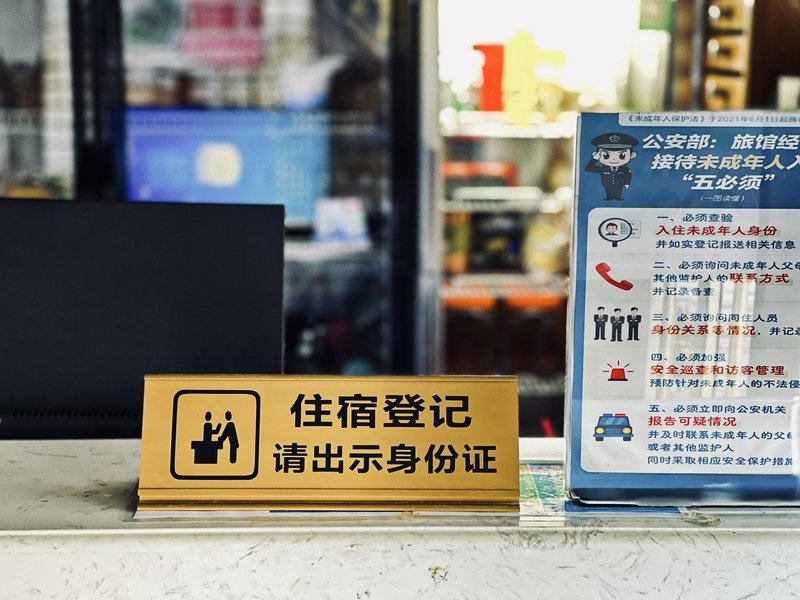 住宿登记
请出示身份证
《未成年人保护法》于2021年6月1日起施
公安部：旅馆经
接待未成年人入
“五必须”
（一图读懂）
一、必须查验
入住未成年人身份
并如实登记报送相关信息
二、必须询问未成年人父母
其他监护人的联系方式
并记录备查
三、必须询问同住人员
身份关系等情况，并记录
四、必须加强
安全巡查和访客管理
预防针对未成年人的不法侵
五、必须立即向公安机关
报告可疑情况
并及时联系未成年人的父母
或者其他监护人
同时采取相应安全保护措施